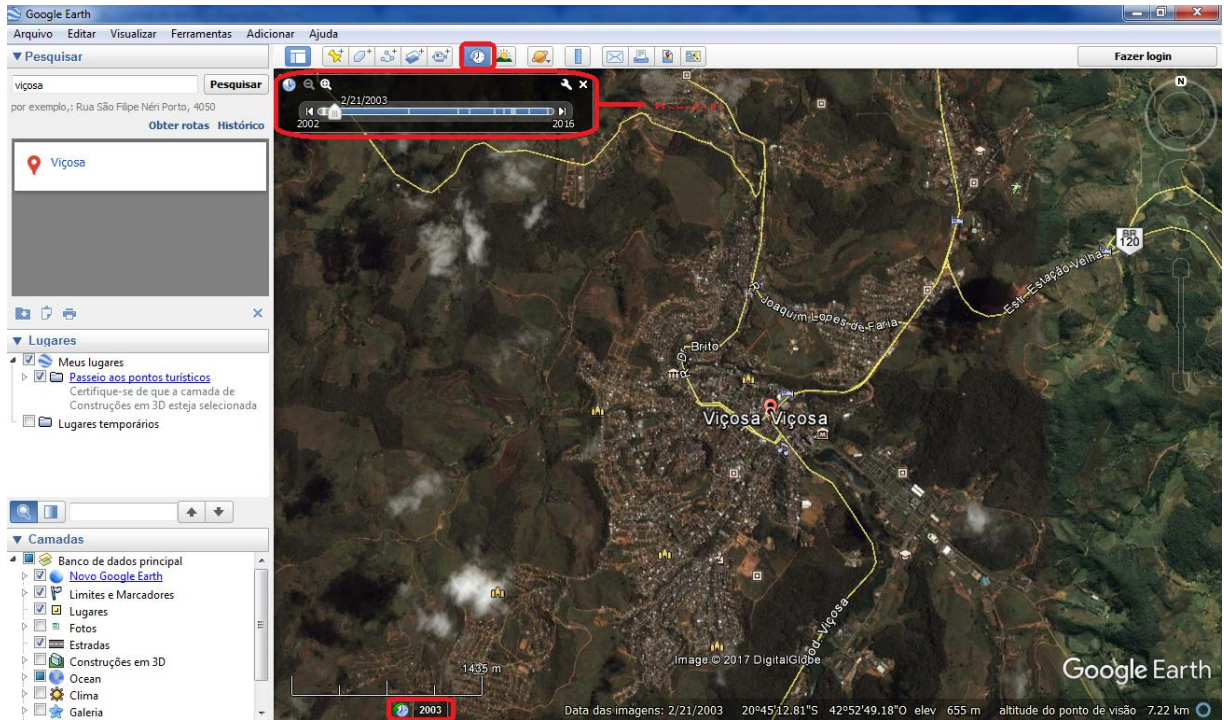 Google Earth
Arquivo Editar Visualizar Ferramentas Adicionar Ajuda
Pesquisar
Fazer login
viçosa
Pesquisar
por exemplo,: Rua São Filipe Néri Porto, 4050
Obter rotas Histórico
Viçosa
Lugares
Meus lugares
Passeio aos pontos turísticos
Certifique-se de que a camada de
Construções em 3D esteja selecionada
Lugares temporários
Camadas
Banco de dados principal
Novo Google Earth
Limites e Marcadores
Lugares
Fotos
Estradas
Construções em 3D
Ocean
Clima
Galeria
2/21/2003
2002
2016
N
BR
120
Estr. Estação Velha
R. Joaquim Lopes de Faria
R. Dr. Brito
Viçosa Viçosa
M
Viçosa
Image © 2017 DigitalGlobe
Google Earth
1435 m
2003
Data das imagens: 2/21/2003 20°45'12.81"S 42°52'49.18"O elev 655 m altitude do ponto de visão 7.22 km